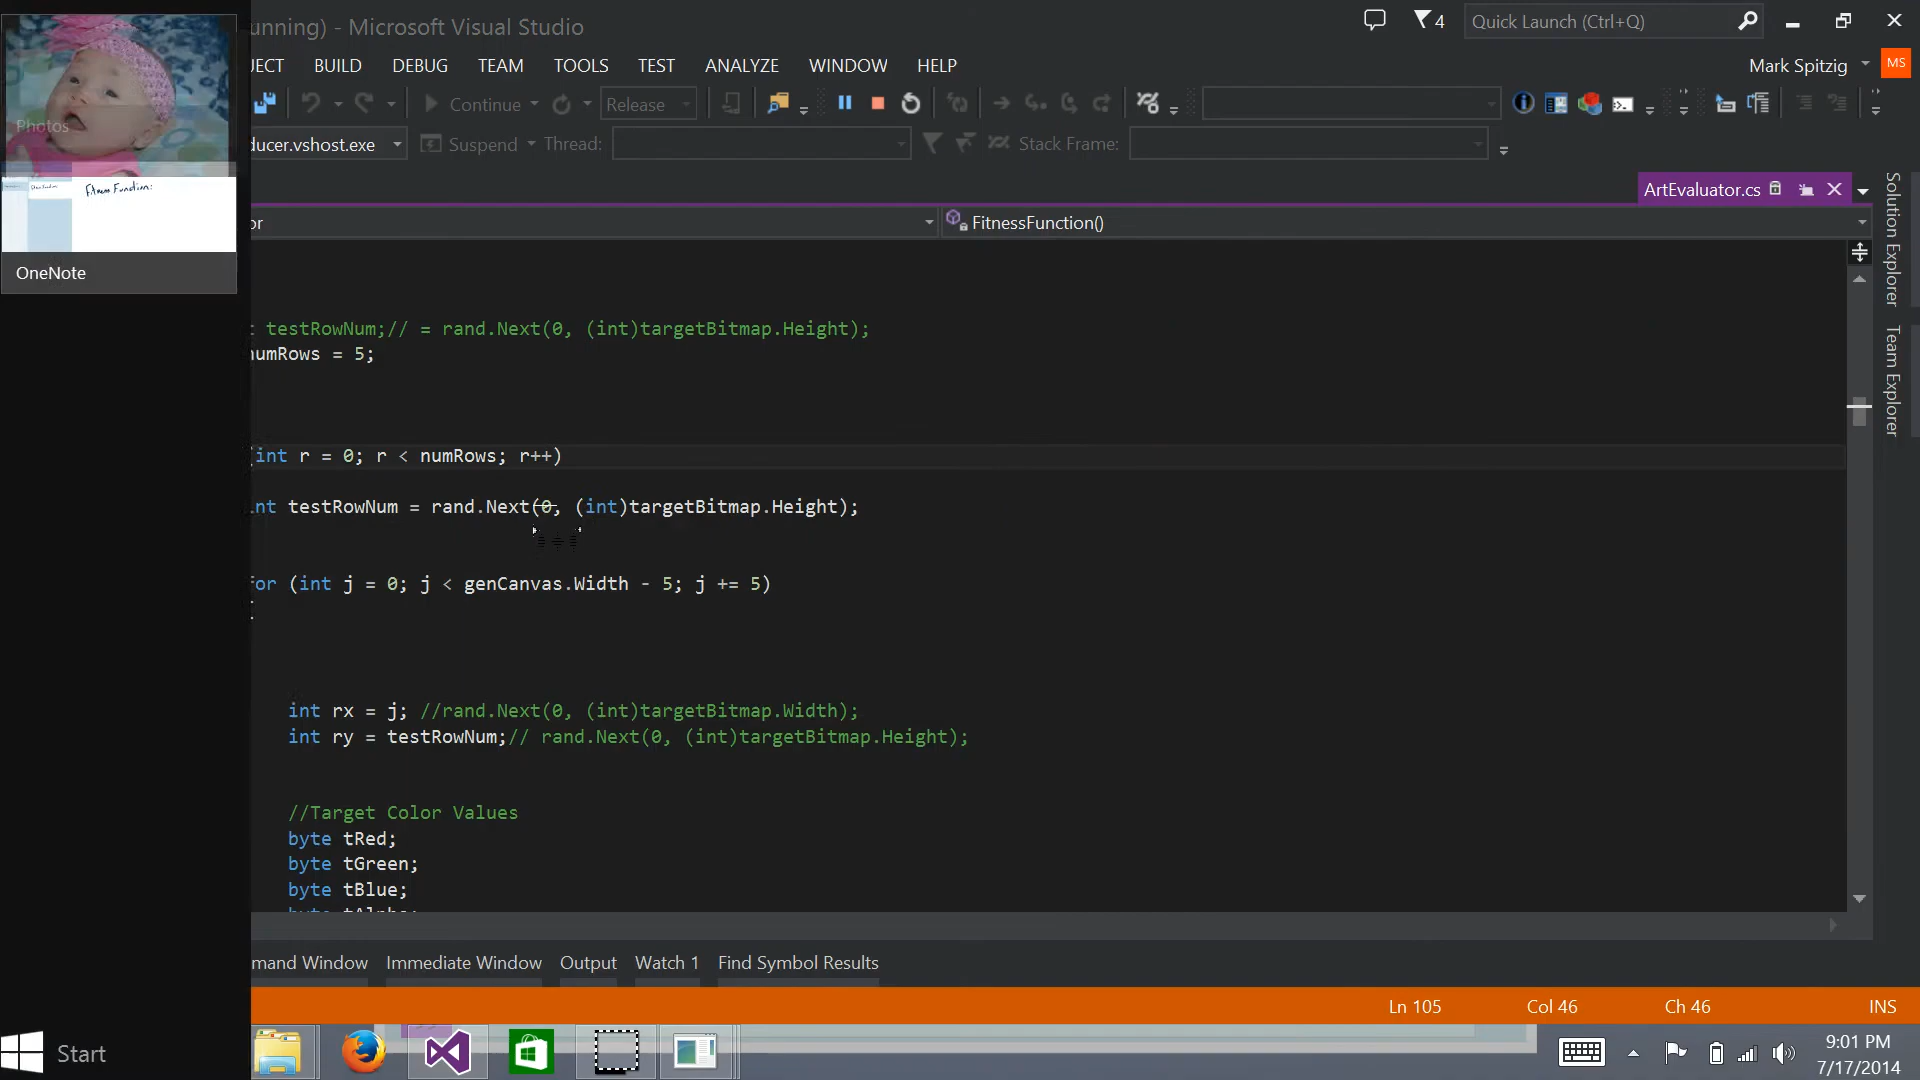 unning) - Microsoft Visual Studio
4
Quick Launch (Ctrl+Q)
JECT BUILD DEBUG TEAM TOOLS TEST ANALYZE WINDOW HELP
Mark Spitzig
MS
Continue
Release
ducer.vshost.exe
Suspend
Thread:
Stack Frame:
Photos
Fitness Function:
OneNote
ArtEvaluator.cs
or
FitnessFunction()
Solution Explorer
Team Explorer
t testRowNum;// = rand.Next(0, (int)targetBitmap.Height);
numRows = 5;
(int r = 0; r < numRows; r++)
int testRowNum = rand.Next(0, (int)targetBitmap.Height);
for (int j = 0; j < genCanvas.Width - 5; j += 5)
int rx = j; //rand.Next(0, (int)targetBitmap.Width);
int ry = testRowNum;// rand.Next(0, (int)targetBitmap.Height);
//Target Color Values
byte tRed;
byte tGreen;
byte tBlue;
byte tAlpha;
mand Window Immediate Window Output Watch 1 Find Symbol Results
Ln 105 Col 46 Ch 46 INS
Start
9:01 PM
7/17/2014